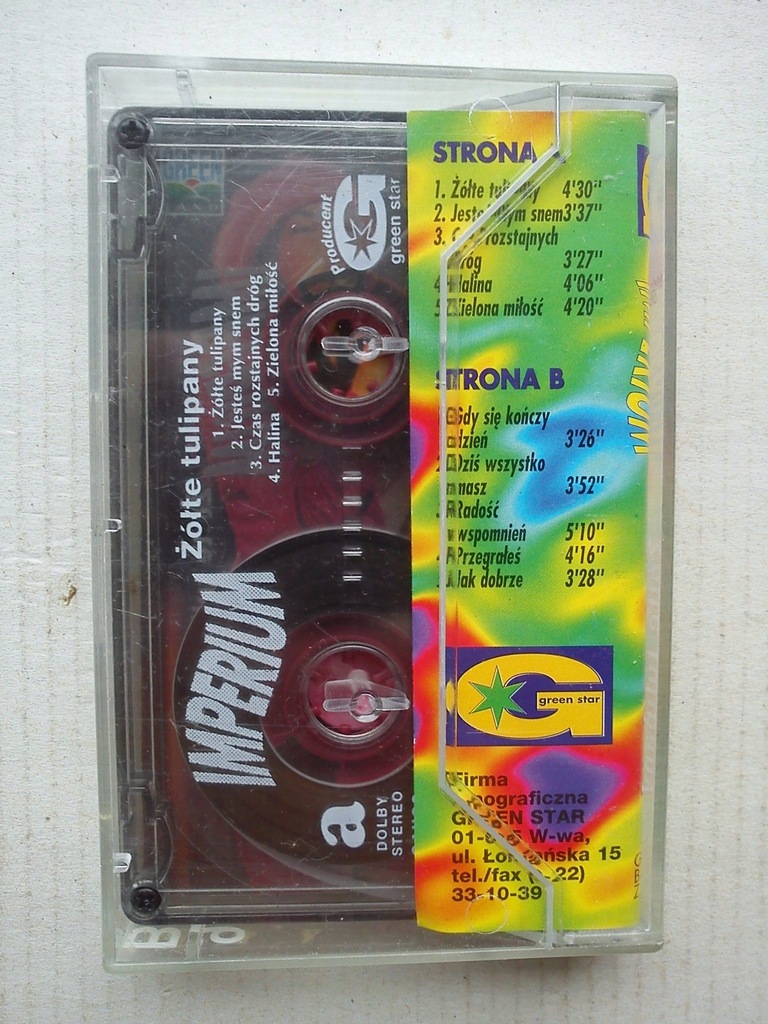 STRONA
1. Żółte tulipany 4'30"
2. Jesteś mym snem 3'37"
3. rozstajnych
dróg 3'27"
4. Halina 4'06"
5. Zielona miłość 4'20"
STRONA B
Gdy się kończy
dzień 3'26"
Dziś wszystko
masz 3'52"
Radość
wspomnień 5'10"
Przegrałeś 4'16"
Jak dobrze 3'28"
G
green star
Firma
GREEN STAR
W-wa,
15
tel./fax
33-10-39
Producent
G
green star
Żółte tulipany
1. Żółte tulipany
2. Jesteś mym snem
3. Czas rozstajnych dróg
4. Halina 5. Zielona miłość
IMPERIUM
a
DOLBY
STEREO
GREEN